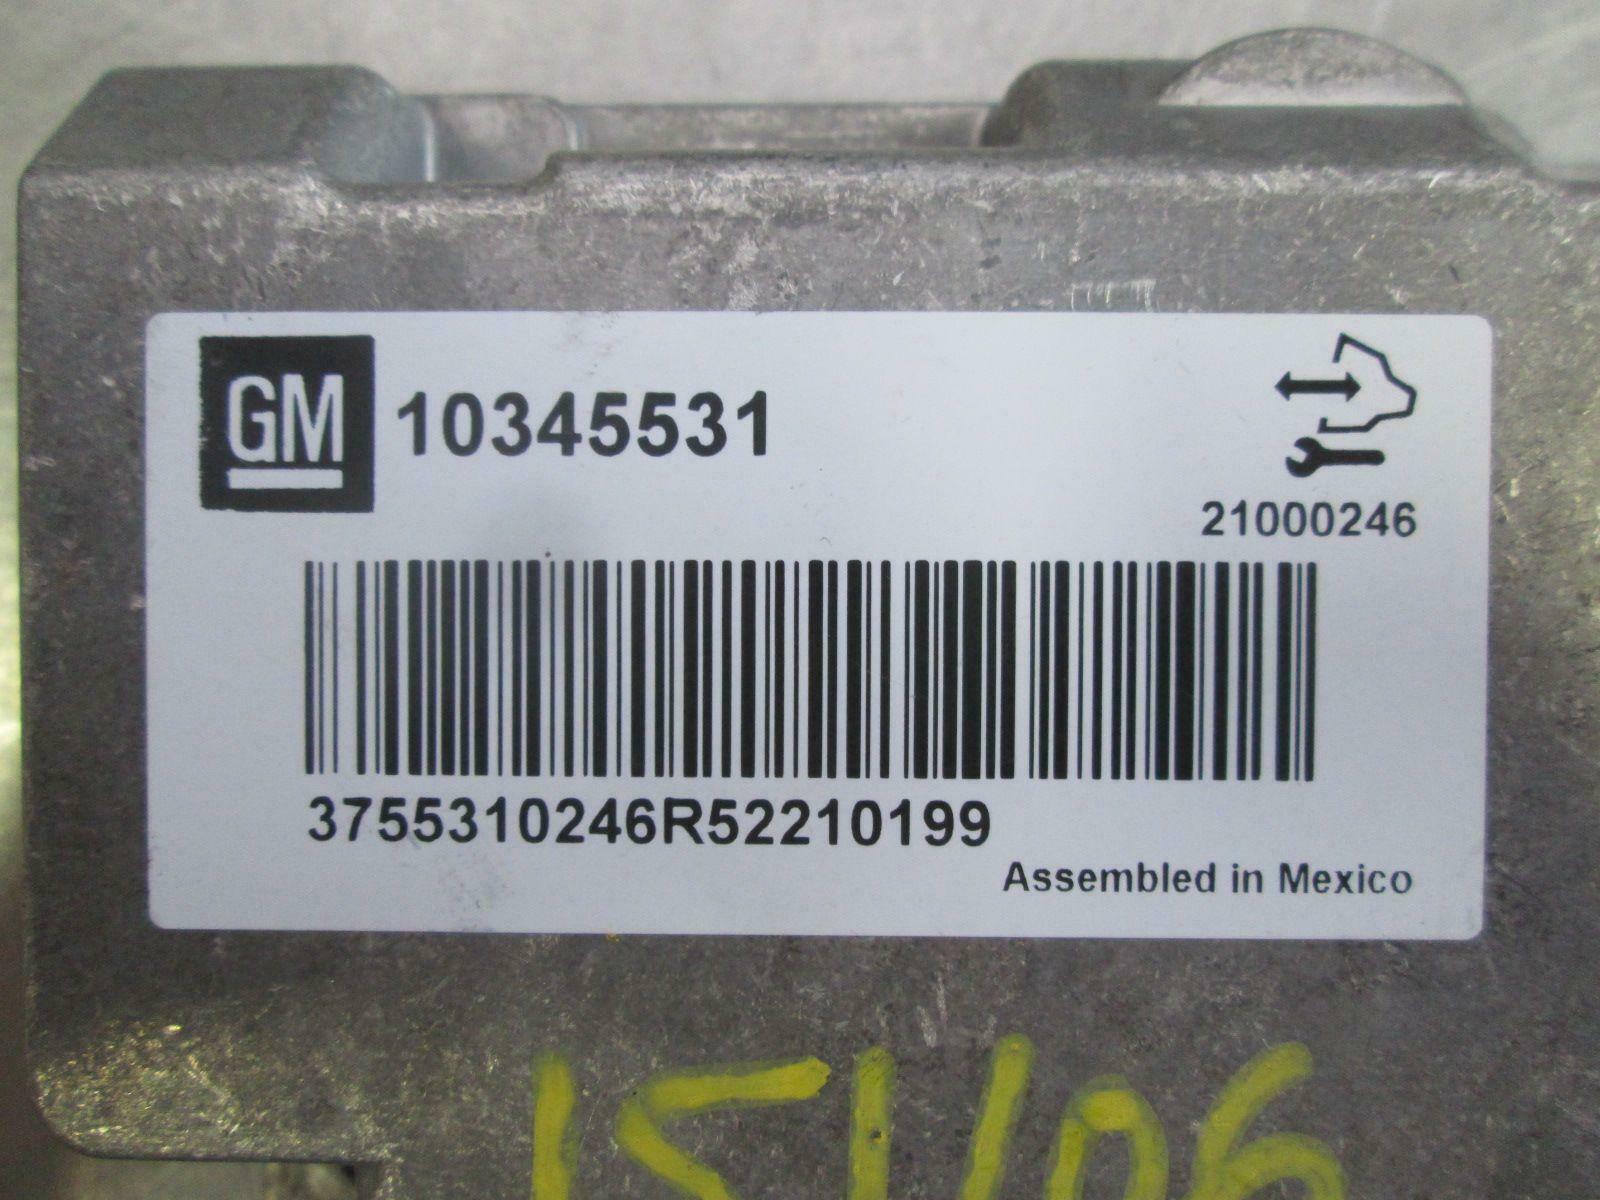 GM 10345531
21000246
3755310246R52210199
Assembled in Mexico